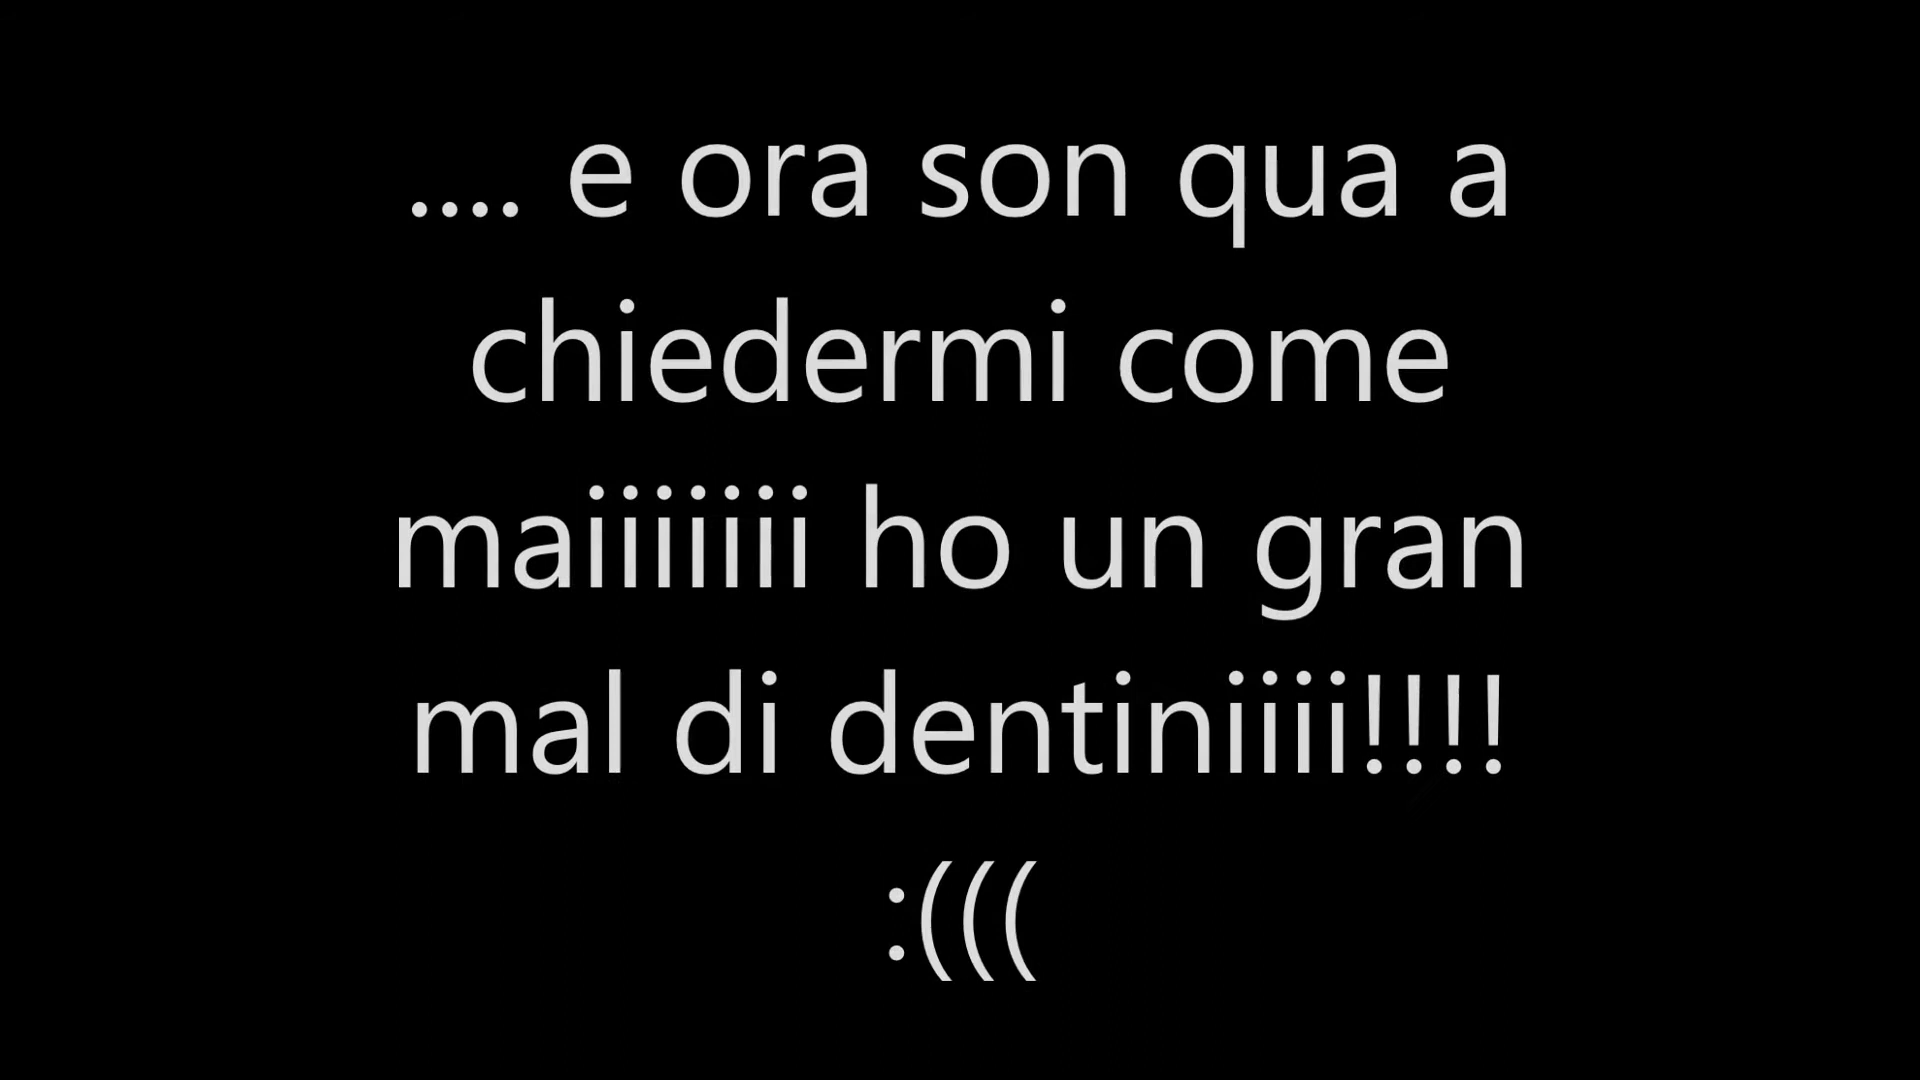 .... e ora son qua a
chiedermi come
maiiiiiii ho un gran
mal di dentiniiii!!!!
:(((